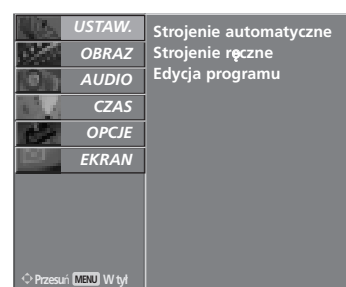 USTAW.
OBRAZ
AUDIO
CZAS
OPCJE
EKRAN
Strojenie automatyczne
Strojenie ręczne
Edycja programu
Przesuń MENU W tył